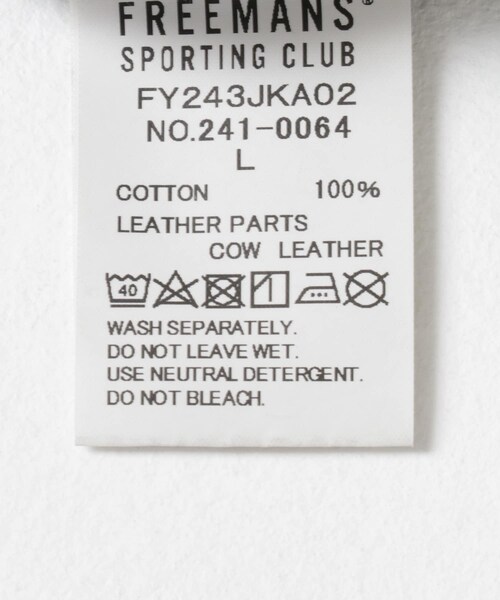 FREEMANS®
SPORTING CLUB
FY243JKA02
NO.241-0064
L
COTTON 100%
LEATHER PARTS
COW LEATHER
40
WASH SEPARATELY.
DO NOT LEAVE WET.
USE NEUTRAL DETERGENT.
DO NOT BLEACH.